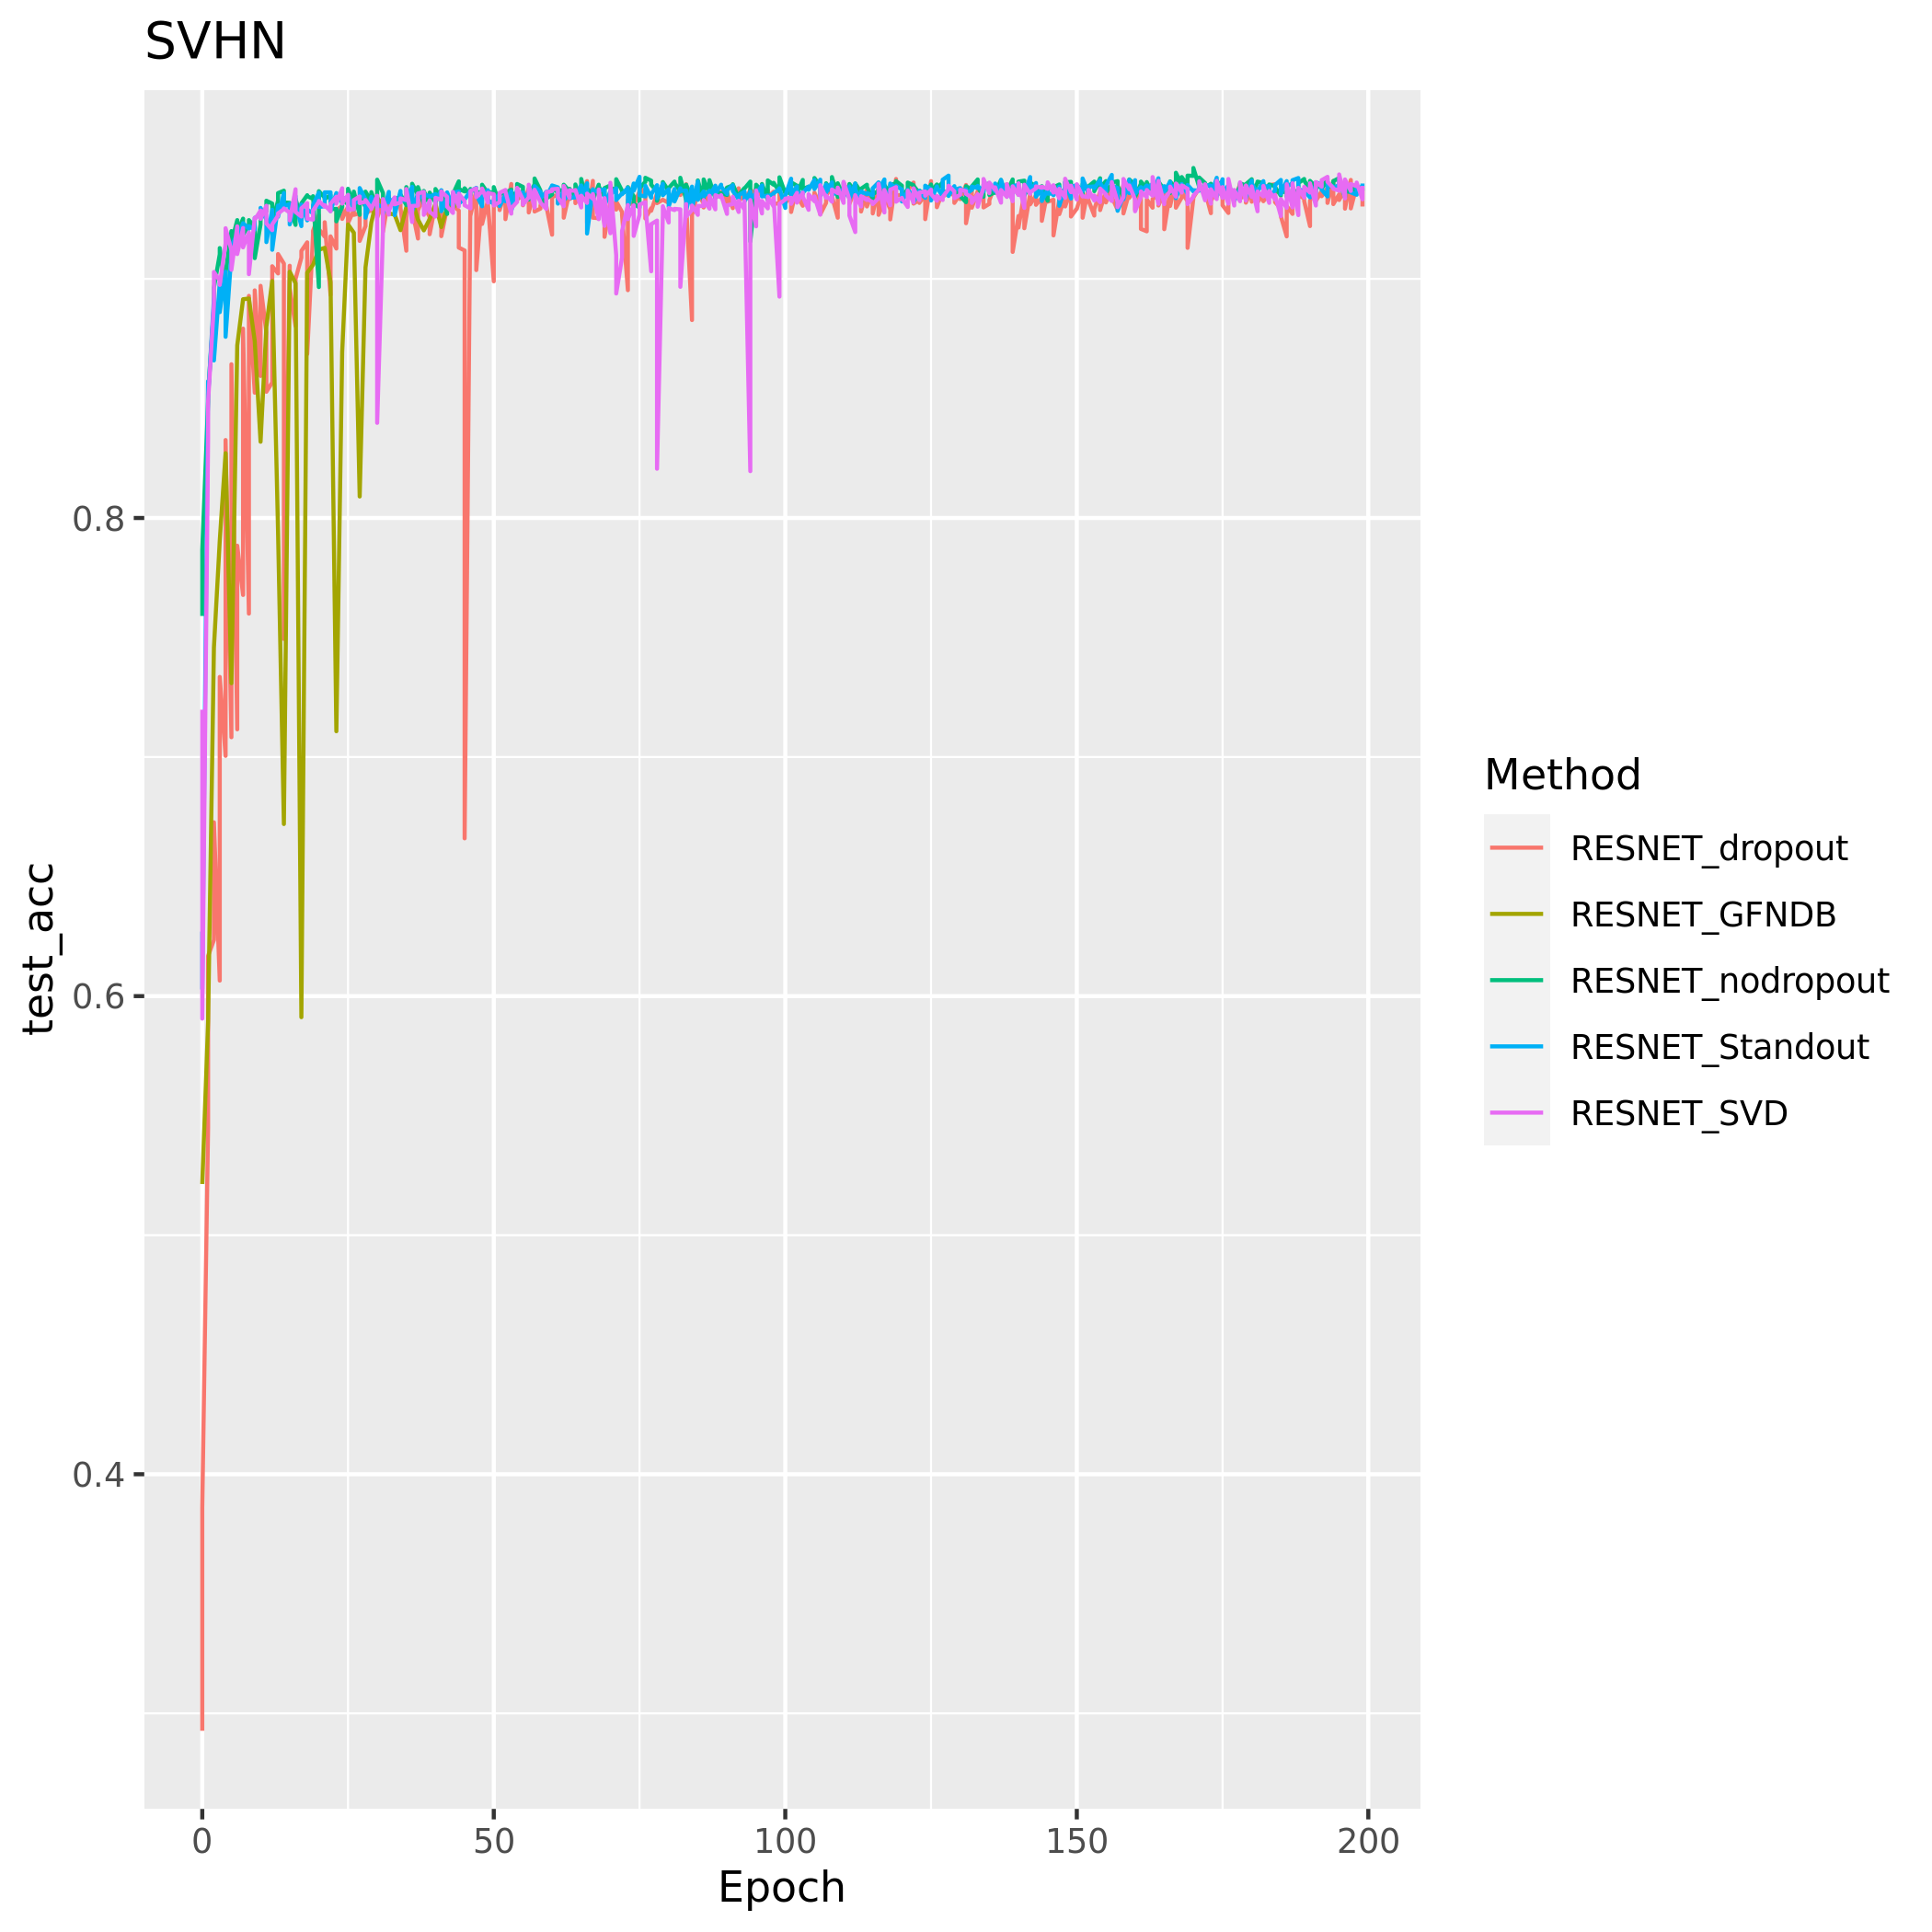 SVHN
test_acc
0.8
0.6
0.4
0
50
100
150
200
Epoch
Method
RESNET_dropout
RESNET_GFNDB
RESNET_nodropout
RESNET_Standout
RESNET_SVD